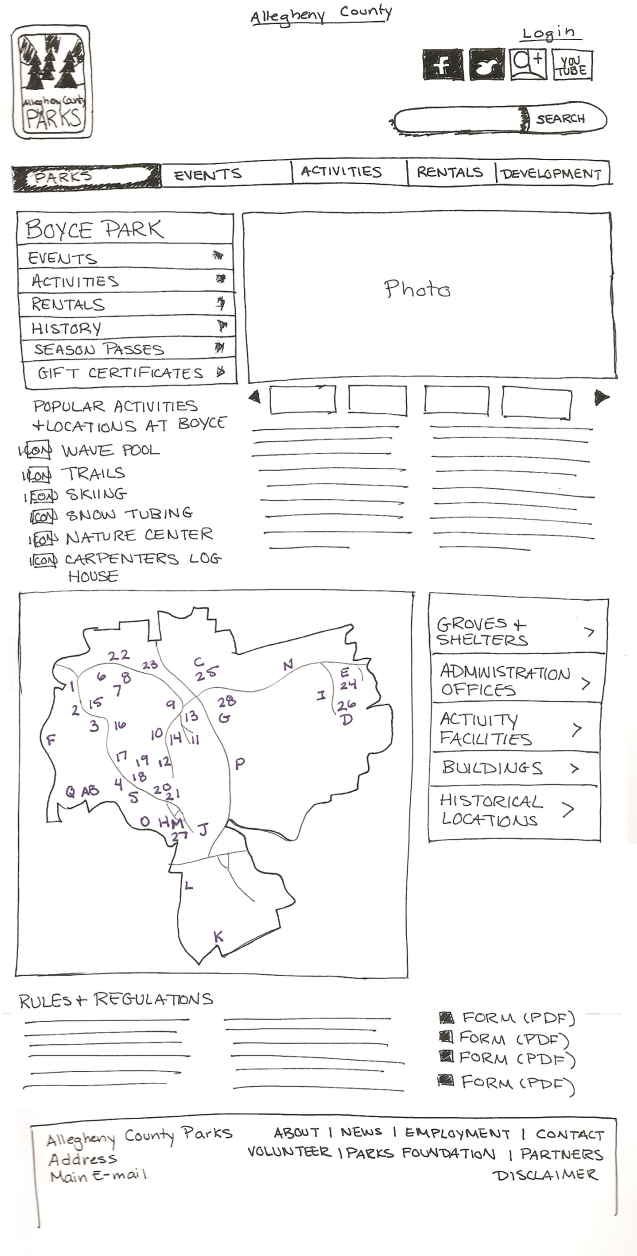 Allegheny County
Login
Allegheny County
PARKS
f
g+
YOU
TUBE
SEARCH
PARKS
EVENTS
ACTIVITIES
RENTALS
DEVELOPMENT
BOYCE PARK
EVENTS
ACTIVITIES
RENTALS
HISTORY
SEASON PASSES
GIFT CERTIFICATES
Photo
POPULAR ACTIVITIES
+LOCATIONS AT BOYCE
ICON WAVE POOL
ICON TRAILS
ICON SKIING
ICON SNOW TUBING
ICON NATURE CENTER
ICON CARPENTERS LOG
HOUSE
22
23
C
25
N
E
24
6
8
7
1
I
26
D
2
15
3
16
9
13
28
G
F
10
14
11
17
19
12
P
18
Q
AB
4
5
20
21
O
H
M
27
J
L
K
GROVES +
SHELTERS >
ADMINISTRATION
OFFICES >
ACTIVITY
FACILITIES >
BUILDINGS >
HISTORICAL
LOCATIONS >
RULES + REGULATIONS
FORM (PDF)
FORM (PDF)
FORM (PDF)
FORM (PDF)
Allegheny County Parks
Address
Main E-mail
ABOUT | NEWS | EMPLOYMENT | CONTACT
VOLUNTEER | PARKS FOUNDATION | PARTNERS
DISCLAIMER